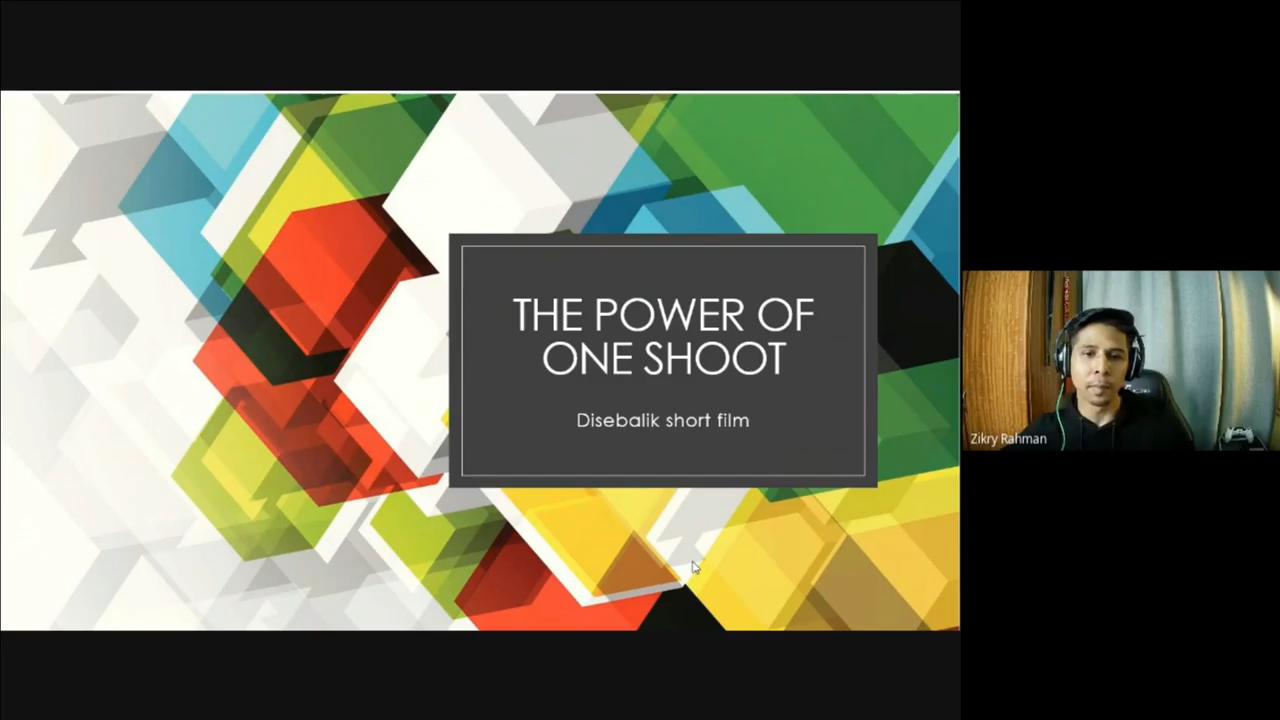 THE POWER OF
ONE SHOOT
Disebalik short film
Zikry Rahman